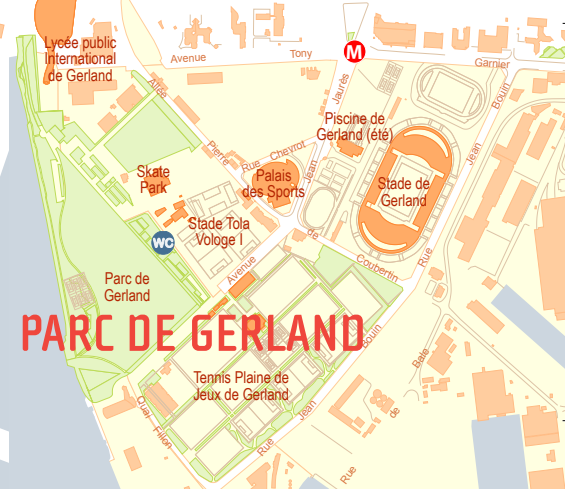 Lycée public
International
de Gerland
Avenue
Tony
M
Garnier
Allée
Jaurès
Bouin
Piscine de
Gerland (été)
Pierre
Rue Chevrot
Jean
Jean
Skate
Park
Palais
des Sports
Stade de
Gerland
Stade Tola
Vologe I
WC
de
Coubertin
Rue
Avenue
Parc de
Gerland
PARC DE GERLAND
Bouin
Bale
Tennis Plaine de
Jeux de Gerland
Quai Fillon
Jean
de
Rue
Rue